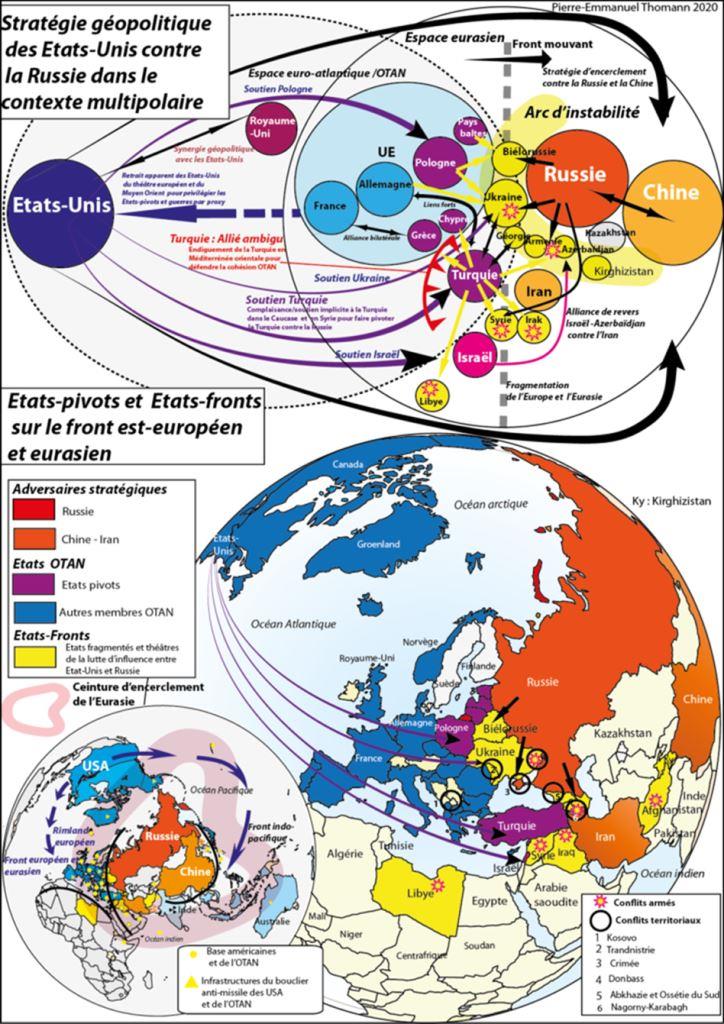 Pierre-Emmanuel Thomann 2020
Stratégie géopolitique
des Etats-Unis contre
la Russie dans le
contexte multipolaire
Espace eurasien
Front mouvant
Stratégie d'encerclement
contre la Russie et la Chine
Espace euro-atlantique /OTAN
Soutien Pologne
Arc d'instabilité
Royaume
-Uni
Synergie géopolitique
avec les Etats-Unis
Pays
baltes
Biélorussie
UE
Pologne
Russie
Chine
Allemagne
Etats-Unis
Retrait apparent des Etats-Unis
du théâtre européen et du
Moyen Orient pour privilégier les
Etats-pivots et guerres par proxy
France
Liens forts
Ukraine
Chypre
Alliance bilatérale
Grèce
Géorgie
Arménie
Azerbaïdjan
Kazakhstan
Kirghizistan
Turquie : Allié ambigu
Endiguement de la Turquie en
Méditerrenée orientale pour
défendre la cohésion OTAN
Soutien Ukraine
Turquie
Iran
Soutien Turquie
Complaisance/soutien implicite à la Turquie
dans le Caucase et en Syrie pour faire pivoter
la Turquie contre la Russie
Syrie
Irak
Alliance de revers
Israël -Azerbaïdjan
contre l'Iran
Soutien Israël
Israël
Libye
Fragmentation
de l'Europe et l'Eurasie
Etats-pivots et Etats-fronts
sur le front est-européen
et eurasien
Adversaires stratégiques
Russie
Chine - Iran
Etats OTAN
Etats pivots
Autres membres OTAN
Etats-Fronts
Etats fragmentés et théâtres
de la lutte d'influence entre
Etat-Unis et Russie
Ceinture d'encerclement
de l'Eurasie
Canada
Océan arctique
Ky : Kirghizistan
Etats-
Unis
Groenland
Océan Atlantique
Norvège
Royaume-Uni
Finlande
Suède
Russie
Allemagne
Pologne
Biélorussie
Chine
France
Ukraine
Kazakhstan
3
Inde
Afghanistan
Turquie
Iran
Pakistan
Tunisie
Algérie
Syrie
Iraq
Israël
Océan indien
Libye
Egypte
Arabie
saoudite
Mali
Niger
Soudan
Centrafrique
USA
Océan Pacifique
Rimland
européen
Russie
Front indo-
pacifique
Front européen
eurasien
Chine
Inde
Australie
Océan indien
Base américaines
et de l'OTAN
Infrastructures du bouclier
anti-missile des USA
et de l'OTAN
Conflits armés
Conflits territoriaux
1 Kosovo
2 Trandnistrie
3 Crimée
4 Donbass
5 Abkhazie et Ossétie du Sud
6 Nagorny-Karabagh